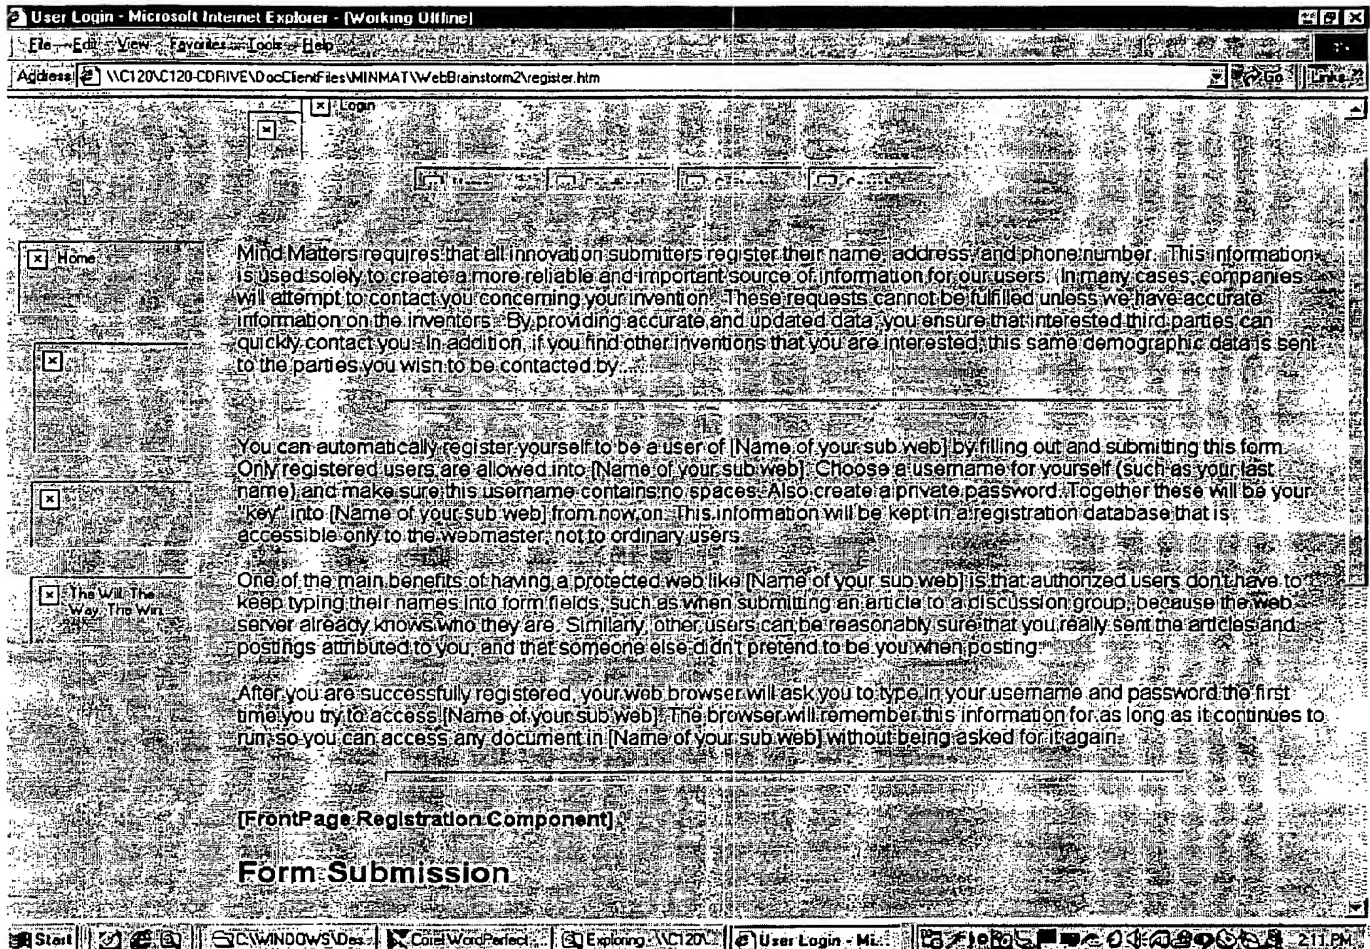 User Login - Microsoft Internet Explorer - [Working Offline]
File Edit View Favorites Tools Help
Address \\C120\C120-CDRIVE\DocClientFiles\MINMAT\WebBrainstorm2\register.htm Go Links
Login
Home
Mind Matters requires that all innovation submitters register their name, address, and phone number. This information
is used solely to create a more reliable and important source of information for our users. In many cases, companies
will attempt to contact you concerning your invention. These requests cannot be fulfilled unless we have accurate
information on the inventors. By providing accurate and updated data, you ensure that interested third parties can
quickly contact you. In addition, if you find other inventions that you are interested, this same demographic data is sent
to the parties you wish to be contacted by.....
You can automatically register yourself to be a user of [Name of your sub web] by filling out and submitting this form.
Only registered users are allowed into [Name of your sub web]. Choose a username for yourself (such as your last
name) and make sure this username contains no spaces. Also create a private password. Together these will be your
"key" into [Name of your sub web] from now on. This information will be kept in a registration database that is
accessible only to the webmaster, not to ordinary users.
The Will. The
Way. The Win.
One of the main benefits of having a protected web like [Name of your sub web] is that authorized users don't have to
keep typing their names into form fields, such as when submitting an article to a discussion group, because the web
server already knows who they are. Similarly, other users can be reasonably sure that you really sent the articles and
postings attributed to you, and that someone else didn't pretend to be you when posting.
After you are successfully registered, your web browser will ask you to type in your username and password the first
time you try to access [Name of your sub web]. The browser will remember this information for as long as it continues to
run, so you can access any document in [Name of your sub web] without being asked for it again.
[FrontPage Registration Component]
Form Submission
Start C:\WINDOWS\Des... Corel WordPerfect... Exploring - \\C120\... User Login - Mi... 2:11 PM